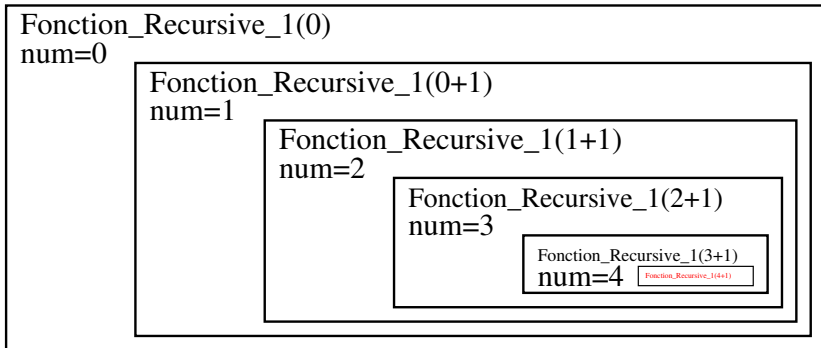 Fonction_Recursive_1(0)
num=0
Fonction_Recursive_1(0+1)
num=1
Fonction_Recursive_1(1+1)
num=2
Fonction_Recursive_1(2+1)
num=3
Fonction_Recursive_1(3+1)
num=4 Fonction_Recursive_1(4+1)